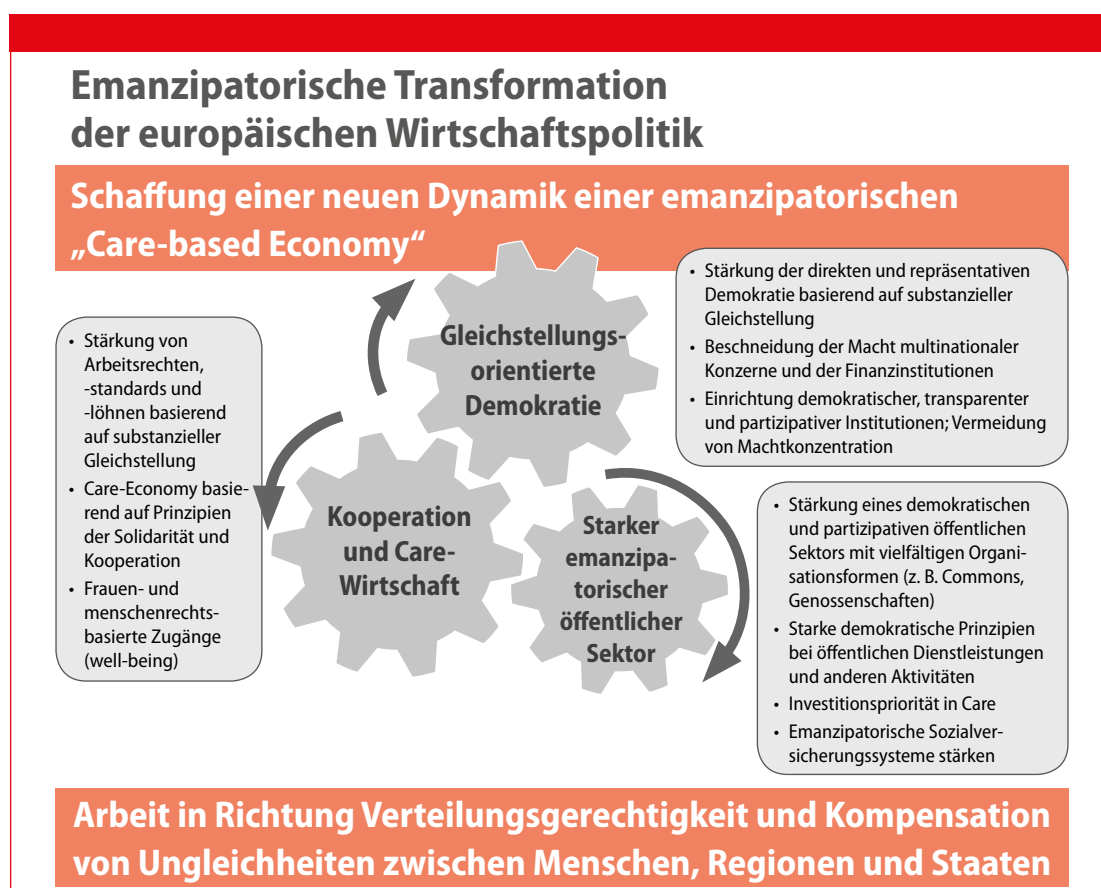 Emanzipatorische Transformation
der europäischen Wirtschaftspolitik
Schaffung einer neuen Dynamik einer emanzipatorischen
„Care-based Economy“
Gleichstellungs-
orientierte
Demokratie
• Stärkung der direkten und repräsentativen
Demokratie basierend auf substanzieller
Gleichstellung
• Beschneidung der Macht multinationaler
Konzerne und der Finanzinstitutionen
• Einrichtung demokratischer, transparenter
und partizipativer Institutionen; Vermeidung
von Machtkonzentration
• Stärkung von
Arbeitsrechten,
-standards und
-löhnen basierend
auf substanzieller
Gleichstellung
• Care-Economy basie-
rend auf Prinzipien
der Solidarität und
Kooperation
• Frauen- und
menschenrechts-
basierte Zugänge
(well-being)
Kooperation
und Care-
Wirtschaft
Starker
emanzipa-
torischer
öffentlicher
Sektor
• Stärkung eines demokratischen
und partizipativen öffentlichen
Sektors mit vielfältigen Organi-
sationsformen (z. B. Commons,
Genossenschaften)
• Starke demokratische Prinzipien
bei öffentlichen Dienstleistungen
und anderen Aktivitäten
• Investitionspriorität in Care
• Emanzipatorische Sozialver-
sicherungssysteme stärken
Arbeit in Richtung Verteilungsgerechtigkeit und Kompensation
von Ungleichheiten zwischen Menschen, Regionen und Staaten